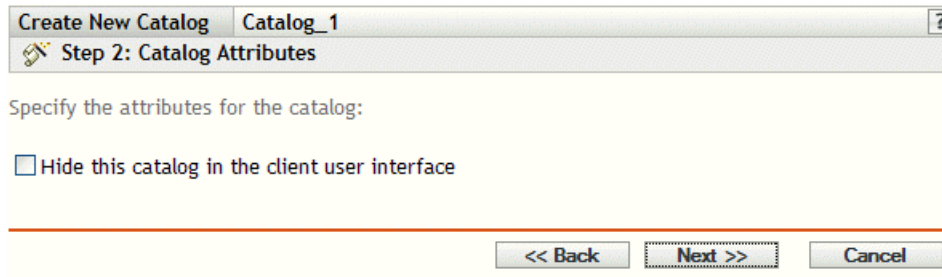 Create New Catalog Catalog_1
Step 2: Catalog Attributes
Specify the attributes for the catalog:
Hide this catalog in the client user interface
<< Back Next >> Cancel